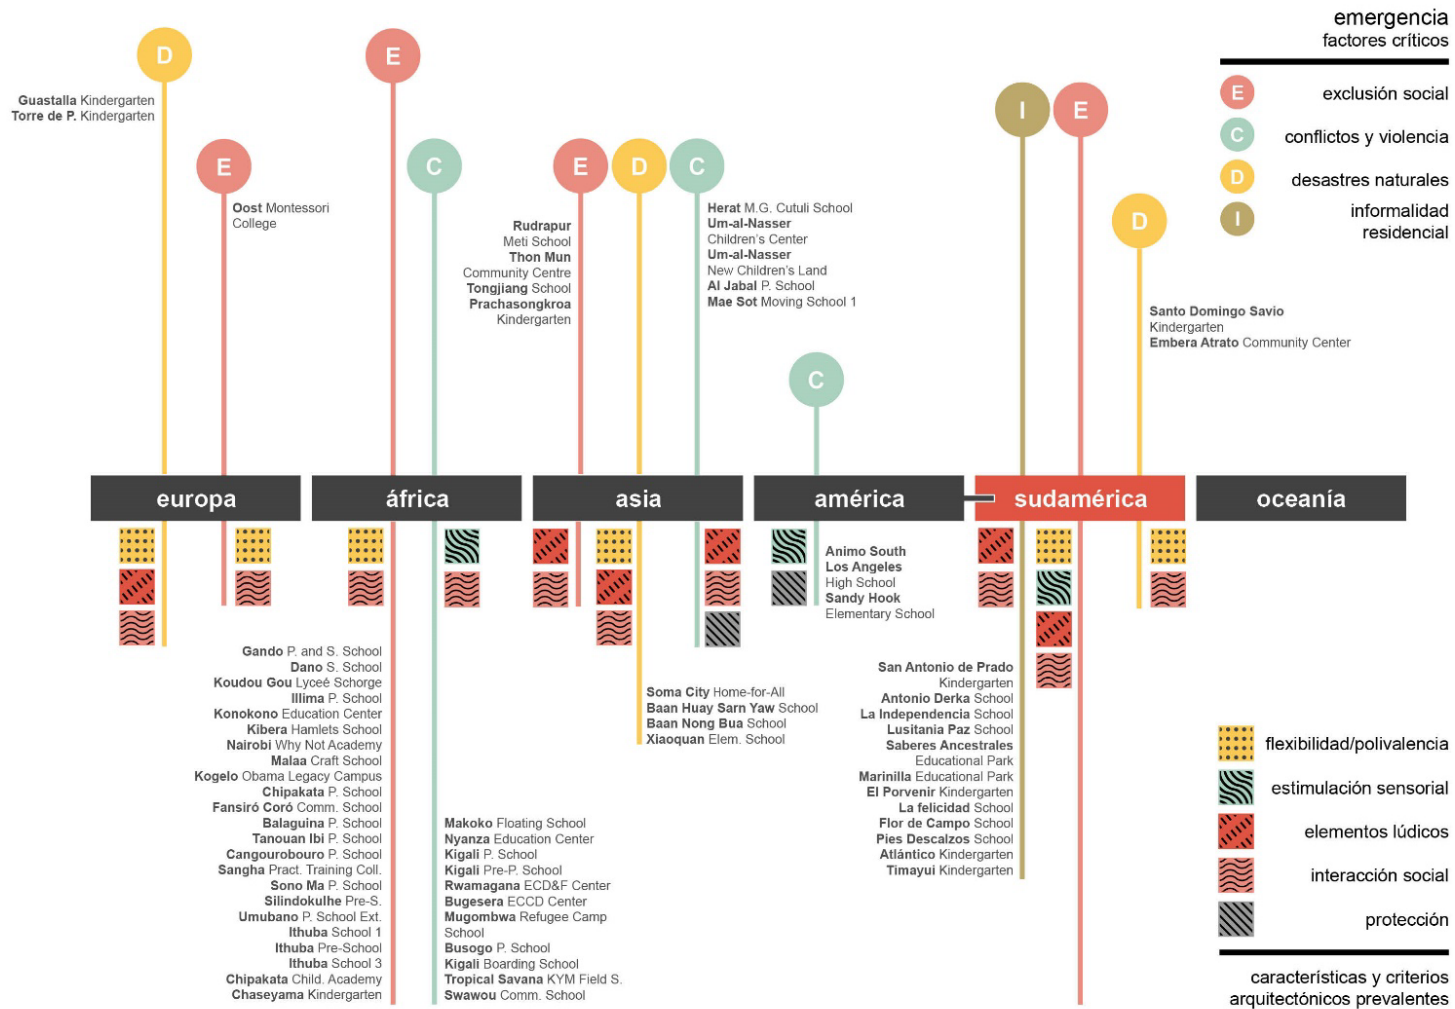 emergencia
factores críticos
E exclusión social
C conflictos y violencia
D desastres naturales
I informalidad
residencial
D
Guastalla Kindergarten
Torre de P. Kindergarten
E
Oost Montessori
College
E
C
E
Rudrapur
Meti School
Thon Mun
Community Centre
Tongjiang School
Prachasongkroa
Kindergarten
D
C
Herat M.G. Cutuli School
Um-al-Nasser
Children's Center
Um-al-Nasser
New Children's Land
Al Jabal P. School
Mae Sot Moving School 1
C
I
E
D
Santo Domingo Savio
Kindergarten
Embera Atrato Community Center
europa
áfrica
asia
américa
sudamérica
oceanía
Gando P. and S. School
Dano S. School
Koudou Gou Lyceé Schorge
Illima P. School
Konokono Education Center
Kibera Hamlets School
Nairobi Why Not Academy
Malaa Craft School
Kogelo Obama Legacy Campus
Chipakata P. School
Fansiró Coró Comm. School
Balaguina P. School
Tanouan Ibi P. School
Cangourobouro P. School
Sangha Pract. Training Coll.
Sono Ma P. School
Silindokulhe Pre-S.
Umubano P. School Ext.
Ithuba School 1
Ithuba Pre-School
Ithuba School 3
Chipakata Child. Academy
Chaseyama Kindergarten
Makoko Floating School
Nyanza Education Center
Kigali P. School
Kigali Pre-P. School
Rwamagana ECD&F Center
Bugesera ECCD Center
Mugombwa Refugee Camp
School
Busogo P. School
Kigali Boarding School
Tropical Savana KYM Field S.
Swawou Comm. School
Soma City Home-for-All
Baan Huay Sarn Yaw School
Baan Nong Bua School
Xiaoquan Elem. School
Animo South
Los Angeles
High School
Sandy Hook
Elementary School
San Antonio de Prado
Kindergarten
Antonio Derka School
La Independencia School
Lusitania Paz School
Saberes Ancestrales
Educational Park
Marinilla Educational Park
El Porvenir Kindergarten
La felicidad School
Flor de Campo School
Pies Descalzos School
Atlántico Kindergarten
Timayui Kindergarten
flexibilidad/polivalencia
estimulación sensorial
elementos lúdicos
interacción social
protección
características y criterios
arquitectónicos prevalentes